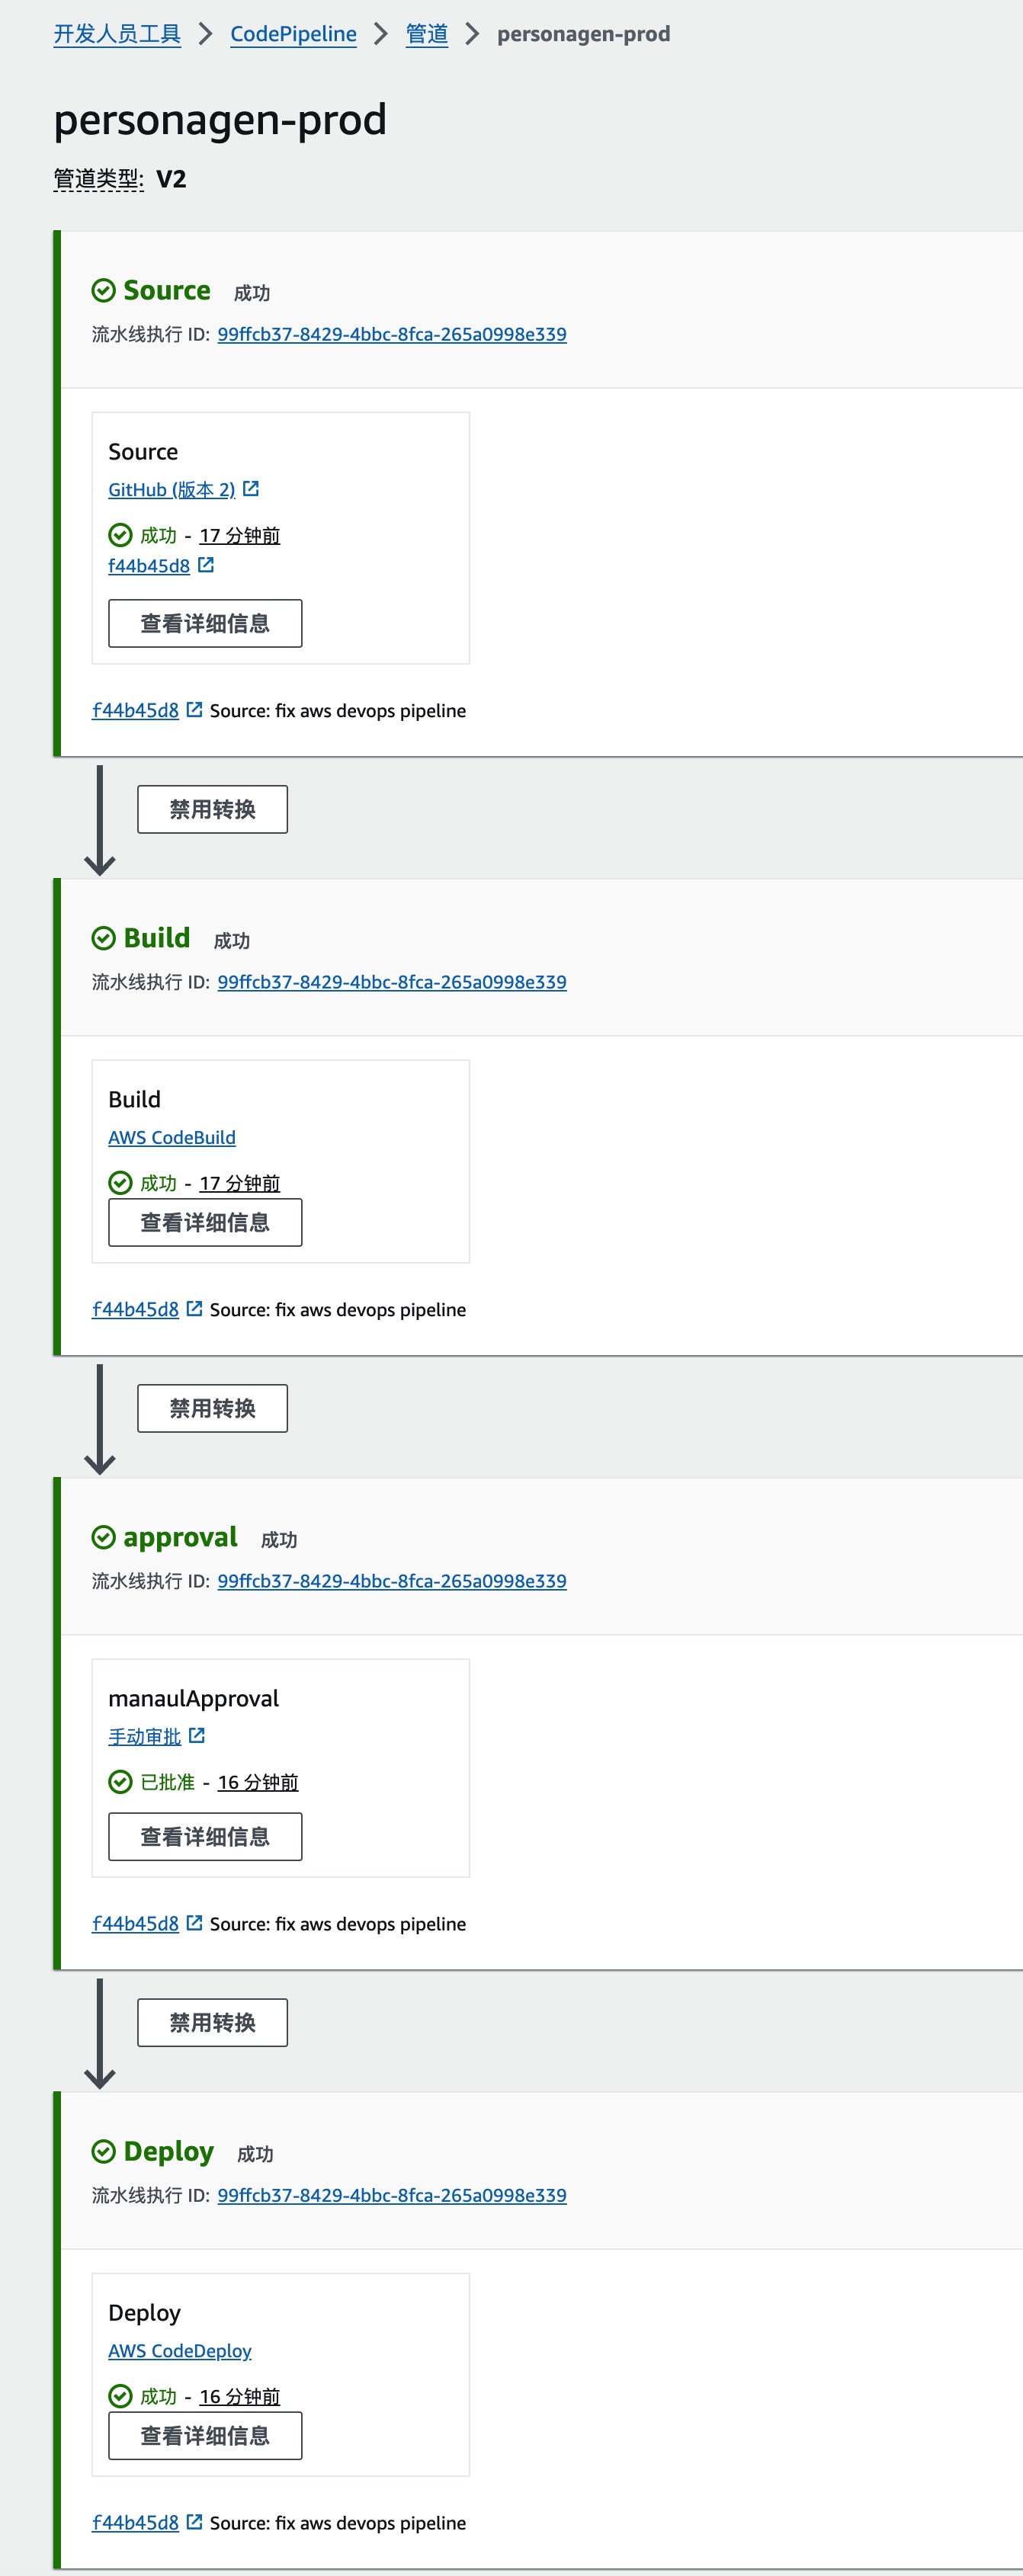 开发人员工具 > CodePipeline > 管道 > personagen-prod
personagen-prod
管道类型: V2
Source 成功
流水线执行 ID: 99ffcb37-8429-4bbc-8fca-265a0998e339
Source
GitHub (版本 2)
成功 - 17 分钟前
f44b45d8
查看详细信息
f44b45d8 Source: fix aws devops pipeline
禁用转换
Build 成功
流水线执行 ID: 99ffcb37-8429-4bbc-8fca-265a0998e339
Build
AWS CodeBuild
成功 - 17 分钟前
查看详细信息
f44b45d8 Source: fix aws devops pipeline
禁用转换
approval 成功
流水线执行 ID: 99ffcb37-8429-4bbc-8fca-265a0998e339
manaulApproval
手动审批
已批准 - 16 分钟前
查看详细信息
f44b45d8 Source: fix aws devops pipeline
禁用转换
Deploy 成功
流水线执行 ID: 99ffcb37-8429-4bbc-8fca-265a0998e339
Deploy
AWS CodeDeploy
成功 - 16 分钟前
查看详细信息
f44b45d8 Source: fix aws devops pipeline